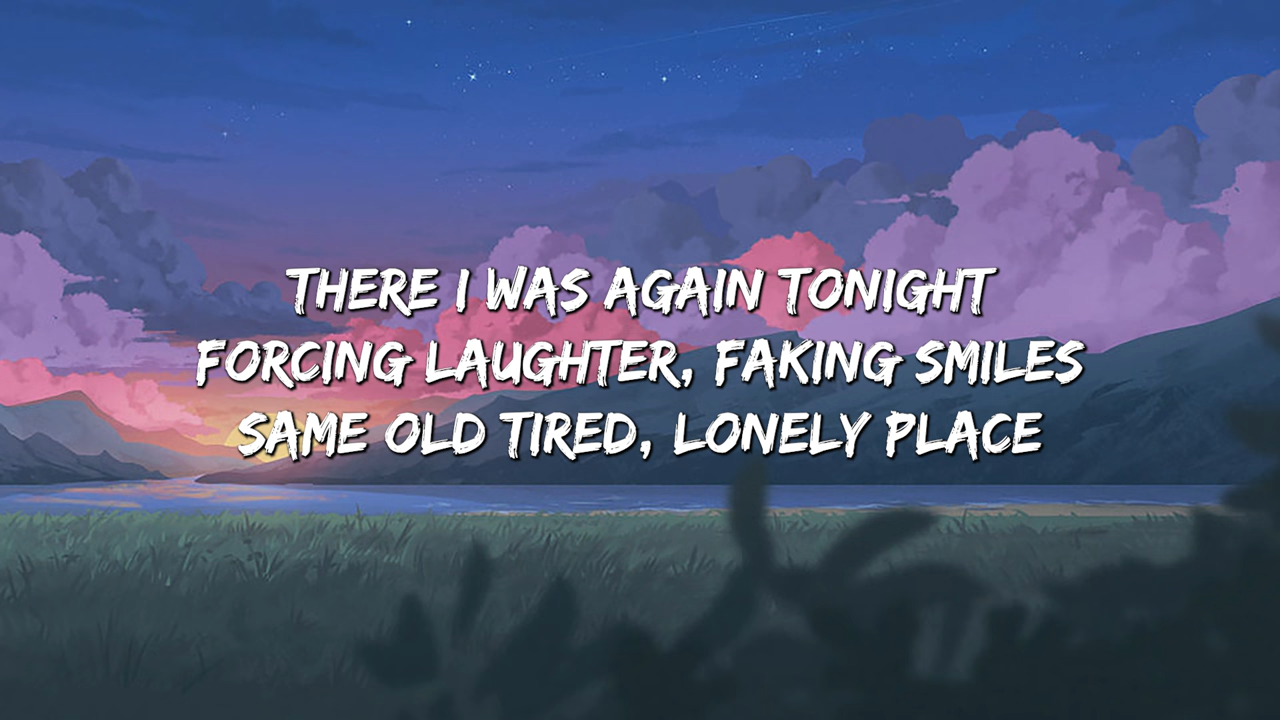 THERE I WAS AGAIN TONIGHT
FORCING LAUGHTER, FAKING SMILES
SAME OLD TIRED, LONELY PLACE